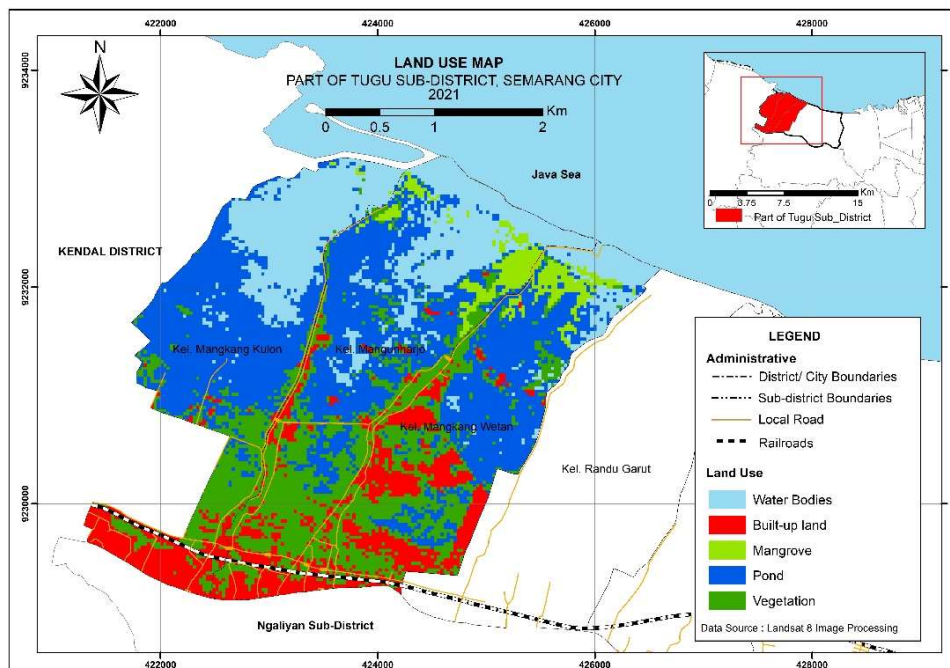 422000 424000 426000 428000
N
9234000
LAND USE MAP
PART OF TUGU SUB-DISTRICT, SEMARANG CITY
2021
Km
0 0.5 1 2
Java Sea
Km
0 3.75 7.5 15
Part of Tugu Sub_District
KENDAL DISTRICT
9232000
9232000
Kel. Mangkang Kulon
Kel. Mangunharjo
Kel. Mangkang Wetan
Kel. Randu Garut
9230000
9230000
Ngaliyan Sub-District
LEGEND
Administrative
District/ City Boundaries
Sub-district Boundaries
Local Road
Railroads
Land Use
Water Bodies
Built-up land
Mangrove
Pond
Vegetation
Data Source : Landsat 8 Image Processing
422000 424000 426000 428000